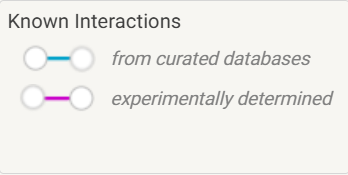 Known Interactions
from curated databases
experimentally determined